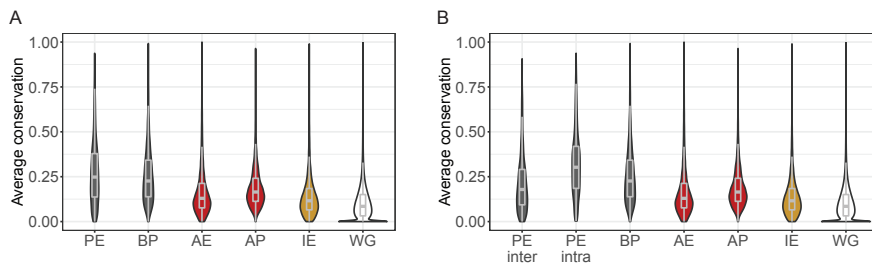 A
Average conservation
1.00
0.75
0.50
0.25
0.00
PE BP AE AP IE WG
B
Average conservation
1.00
0.75
0.50
0.25
0.00
PE inter PE intra BP AE AP IE WG